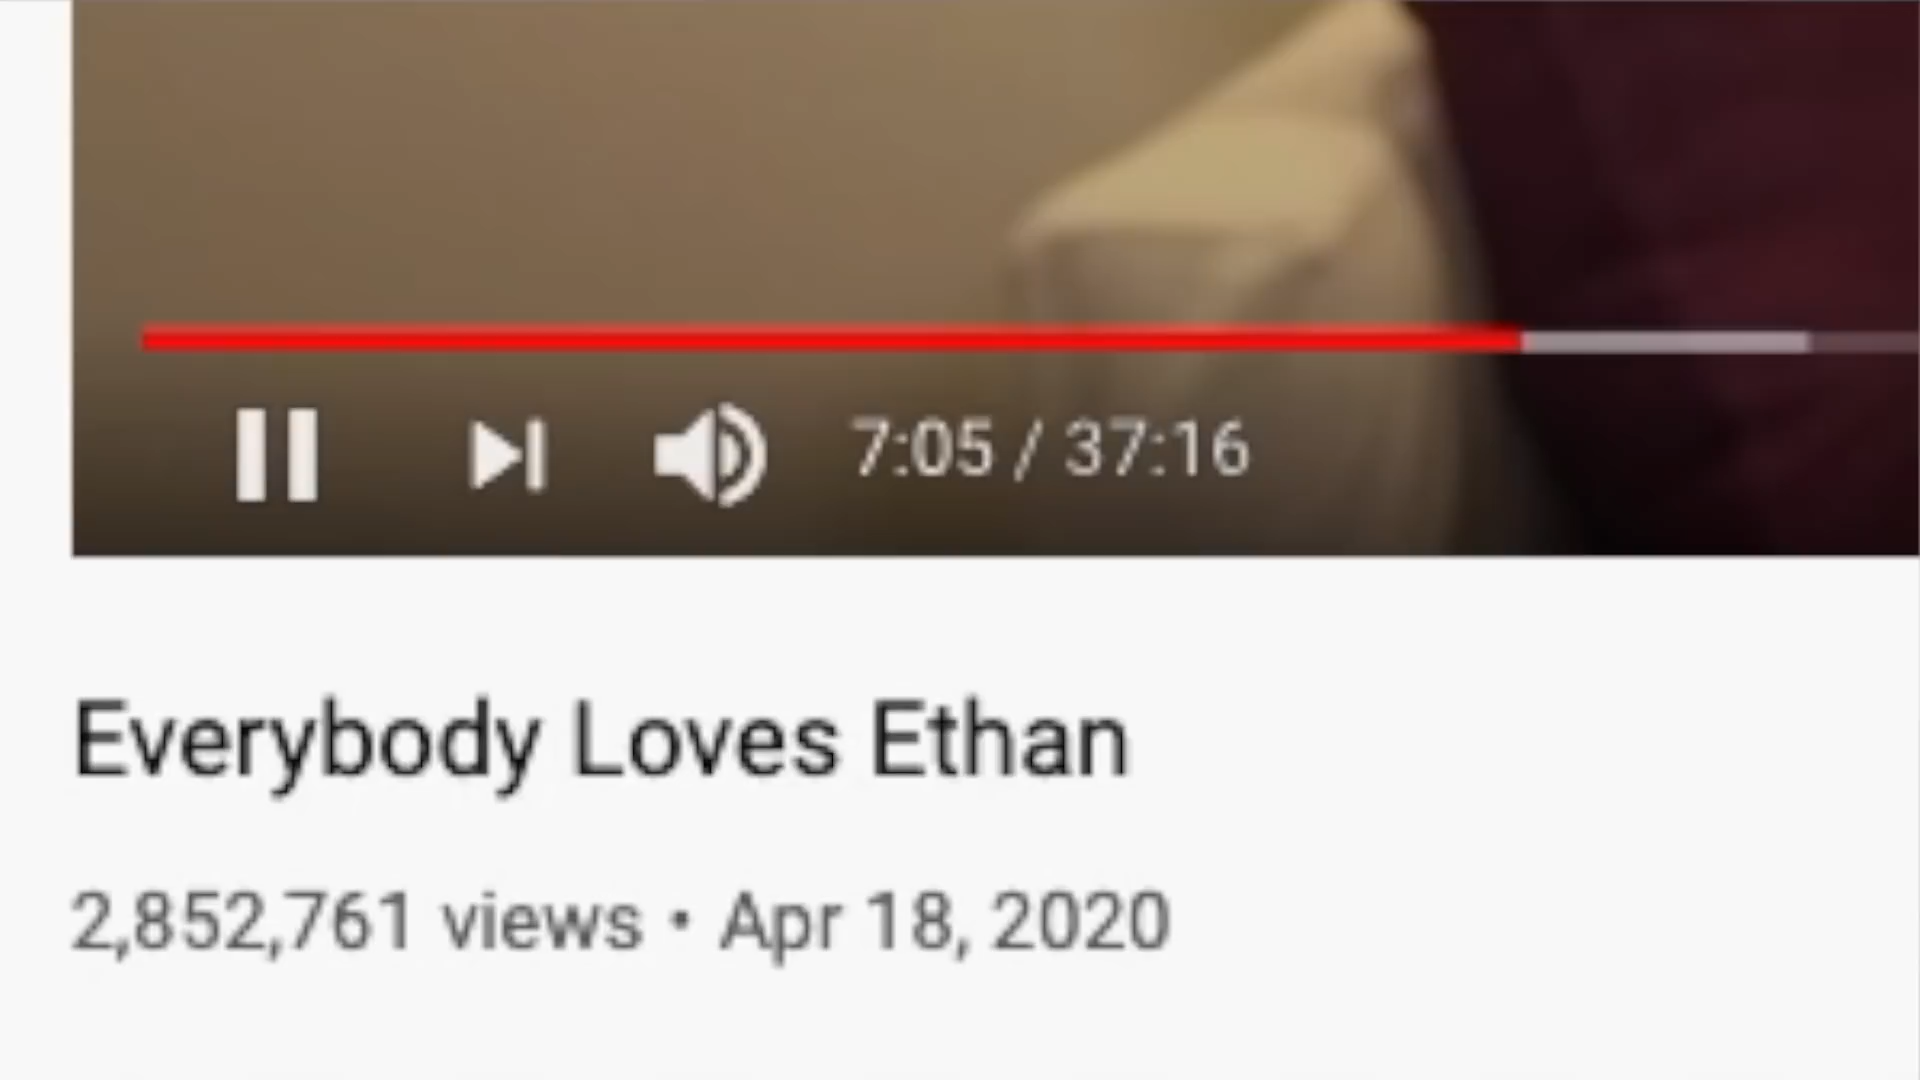 7:05 / 37:16
Everybody Loves Ethan
2,852,761 views • Apr 18, 2020